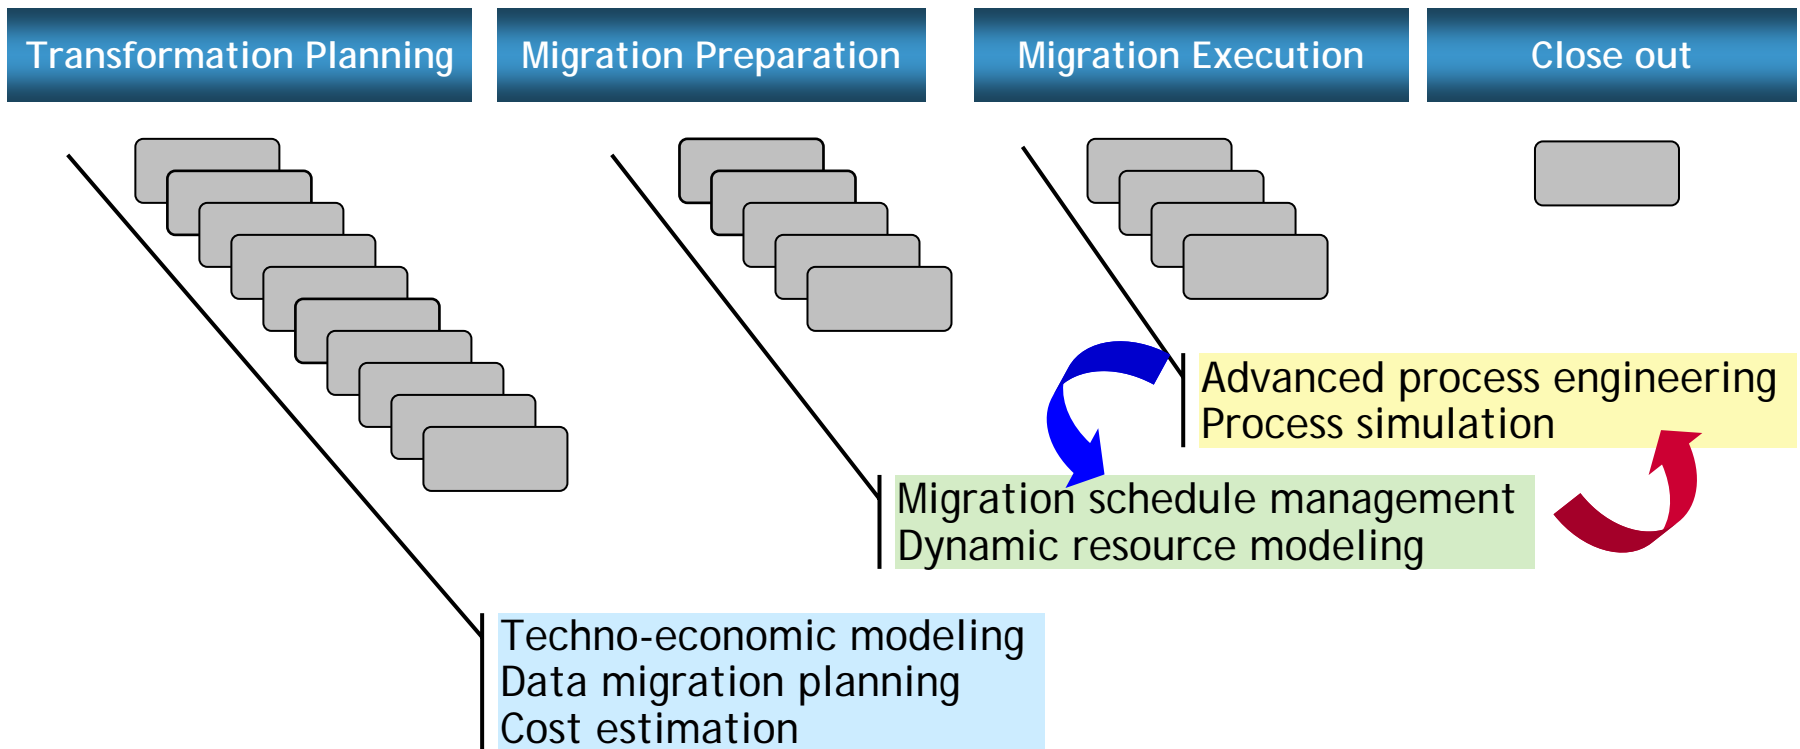 Transformation Planning
Migration Preparation
Migration Execution
Close out
Advanced process engineering
Process simulation
Migration schedule management
Dynamic resource modeling
Techno-economic modeling
Data migration planning
Cost estimation